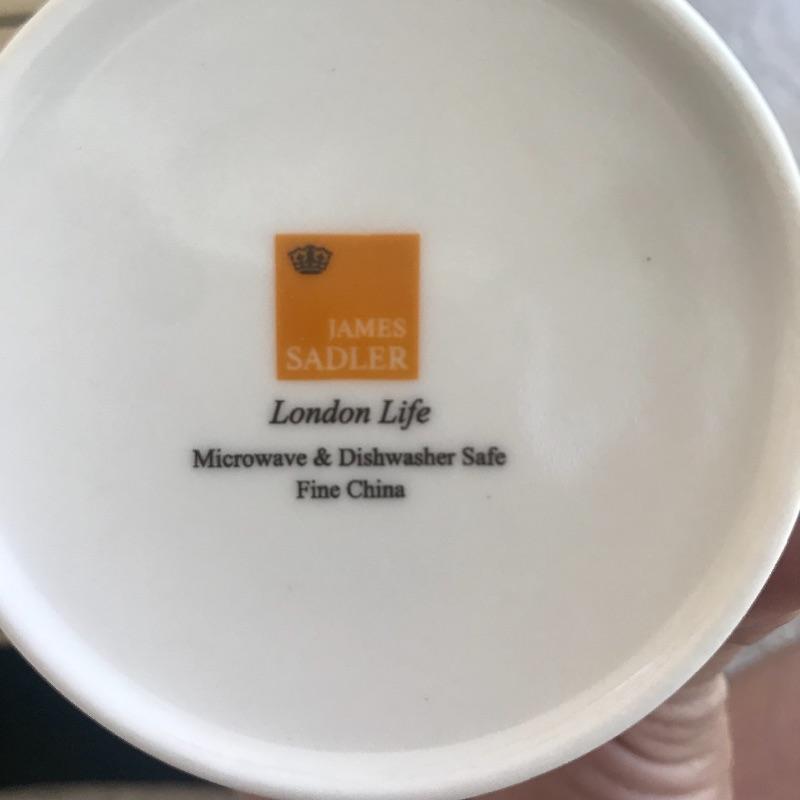 JAMES
SADLER
London Life
Microwave & Dishwasher Safe
Fine China